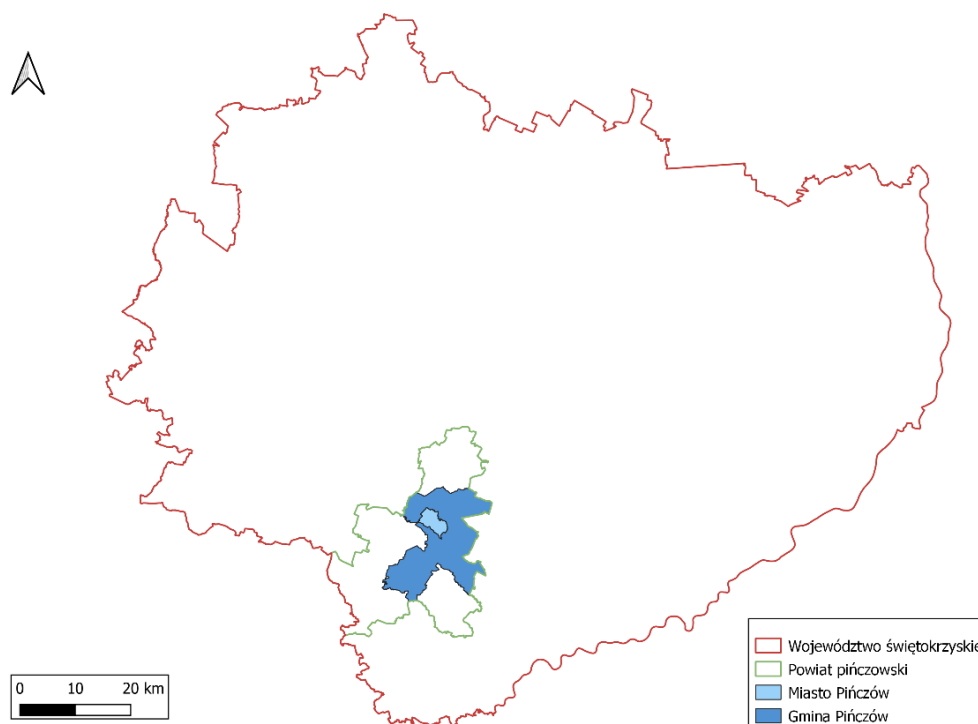 Województwo świętokrzyskie
Powiat pińczowski
Miasto Pińczów
Gmina Pińczów
0 10 20 km